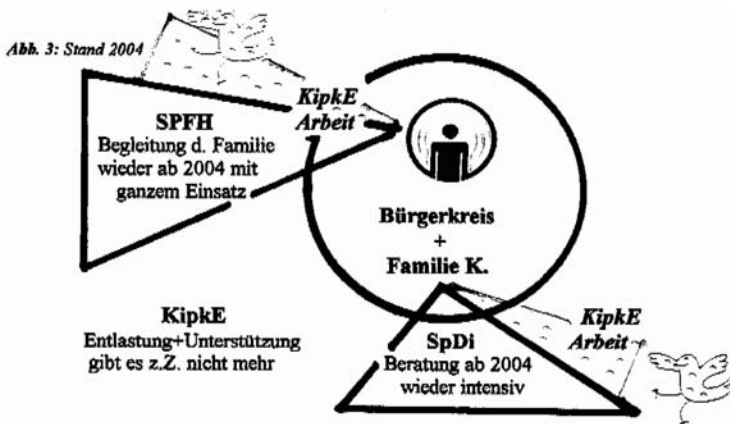 Abb. 3: Stand 2004
KipkE
Arbeit
SPFH
Begleitung d. Familie
wieder ab 2004 mit
ganzem Einsatz
Bürgerkreis
+
Familie K.
KipkE
Entlastung+Unterstützung
gibt es z.Z. nicht mehr
SpDi
Beratung ab 2004
wieder intensiv
KipkE
Arbeit